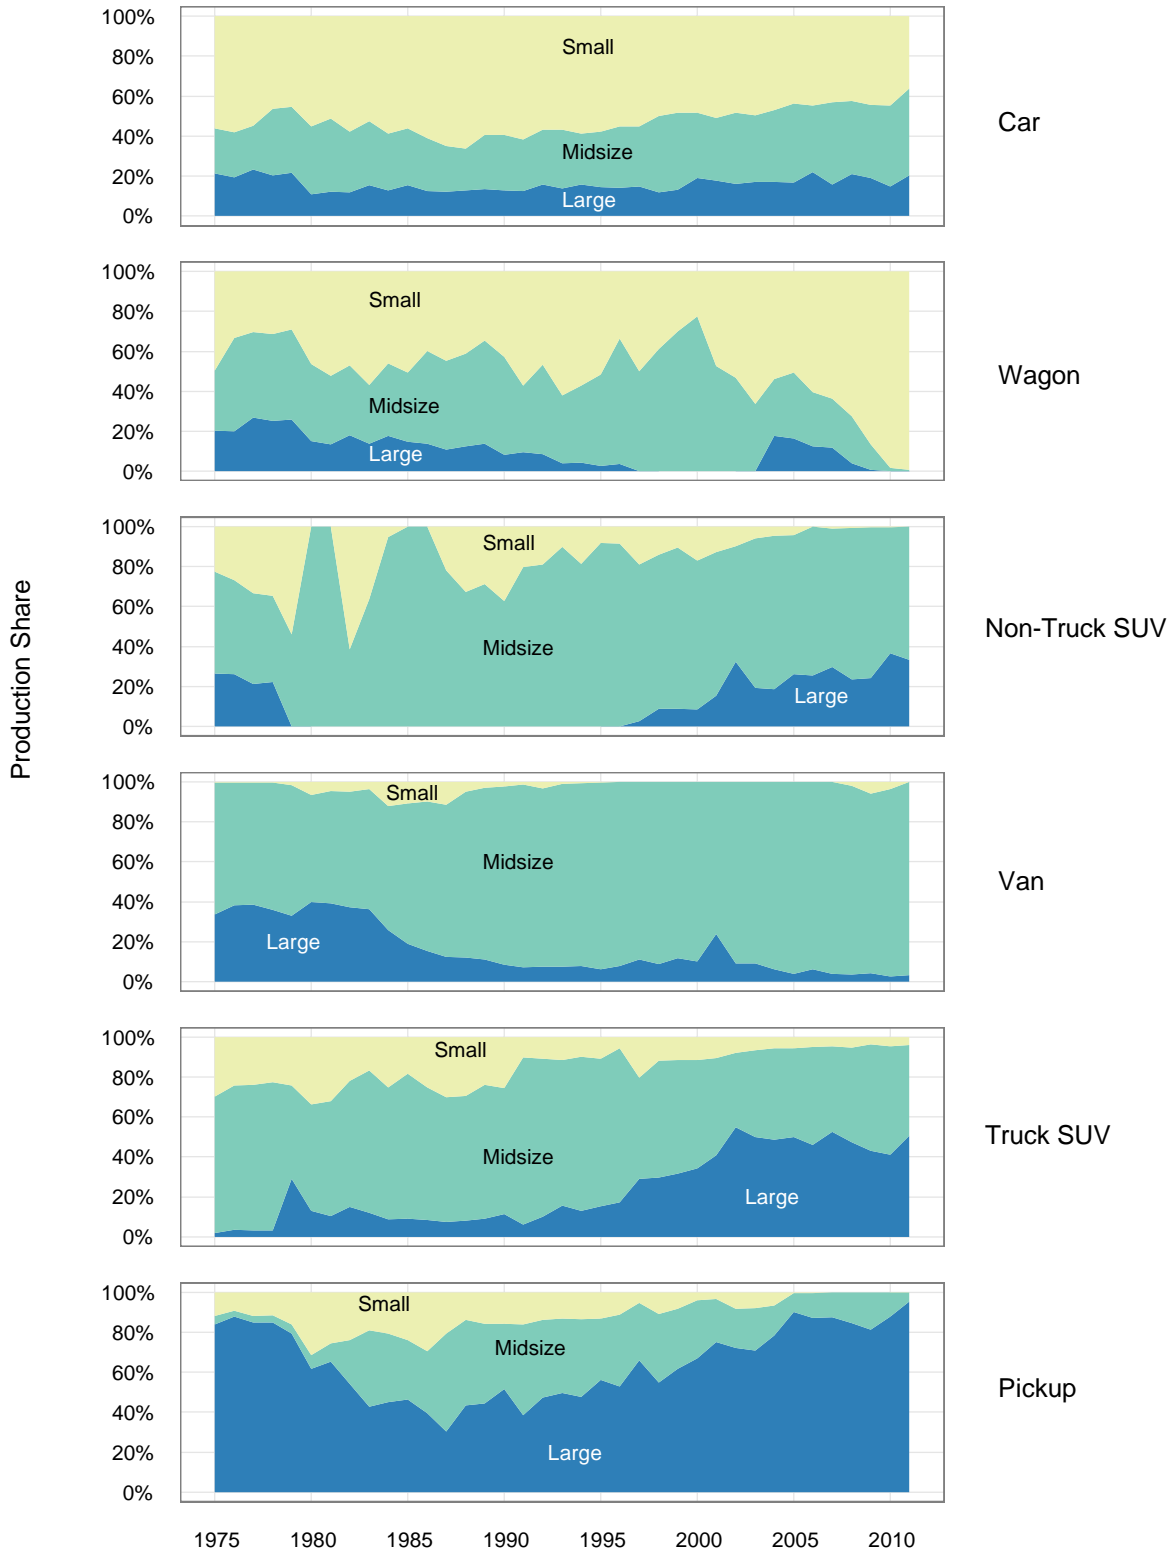 100%
80%
60%
40%
20%
0%
Small
Midsize
Large
Car
100%
80%
60%
40%
20%
0%
Small
Midsize
Large
Wagon
Production Share
100%
80%
60%
40%
20%
0%
Small
Midsize
Large
Non-Truck SUV
100%
80%
60%
40%
20%
0%
Small
Midsize
Large
Van
100%
80%
60%
40%
20%
0%
Small
Midsize
Large
Truck SUV
100%
80%
60%
40%
20%
0%
Small
Midsize
Large
Pickup
1975 1980 1985 1990 1995 2000 2005 2010